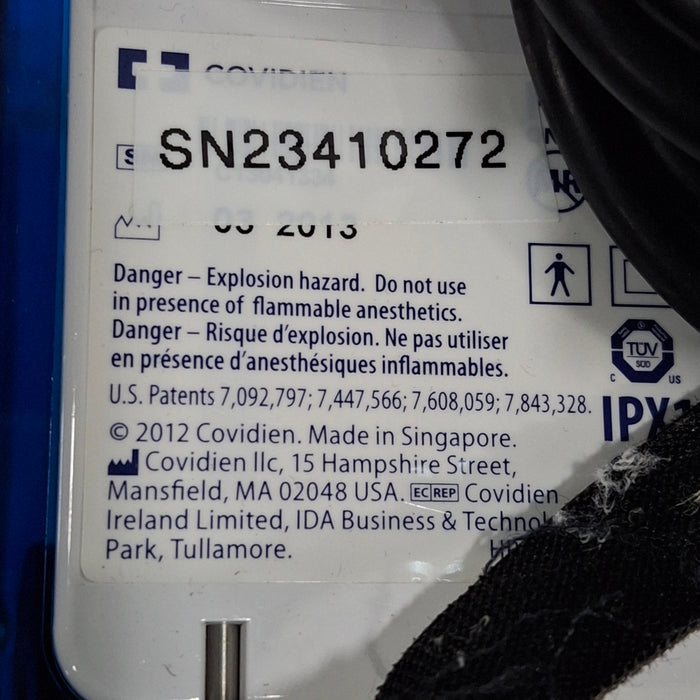 COVIDIEN
SN23410272
03 2013
Danger – Explosion hazard. Do not use
in presence of flammable anesthetics.
Danger – Risque d'explosion. Ne pas utiliser
en présence d'anesthésiques inflammables.
U.S. Patents 7,092,797; 7,447,566; 7,608,059; 7,843,328.
TÜV
SÜD
C US
IPX
© 2012 Covidien. Made in Singapore.
Covidien llc, 15 Hampshire Street,
Mansfield, MA 02048 USA. EC REP Covidien
Ireland Limited, IDA Business & Technol
Park, Tullamore.